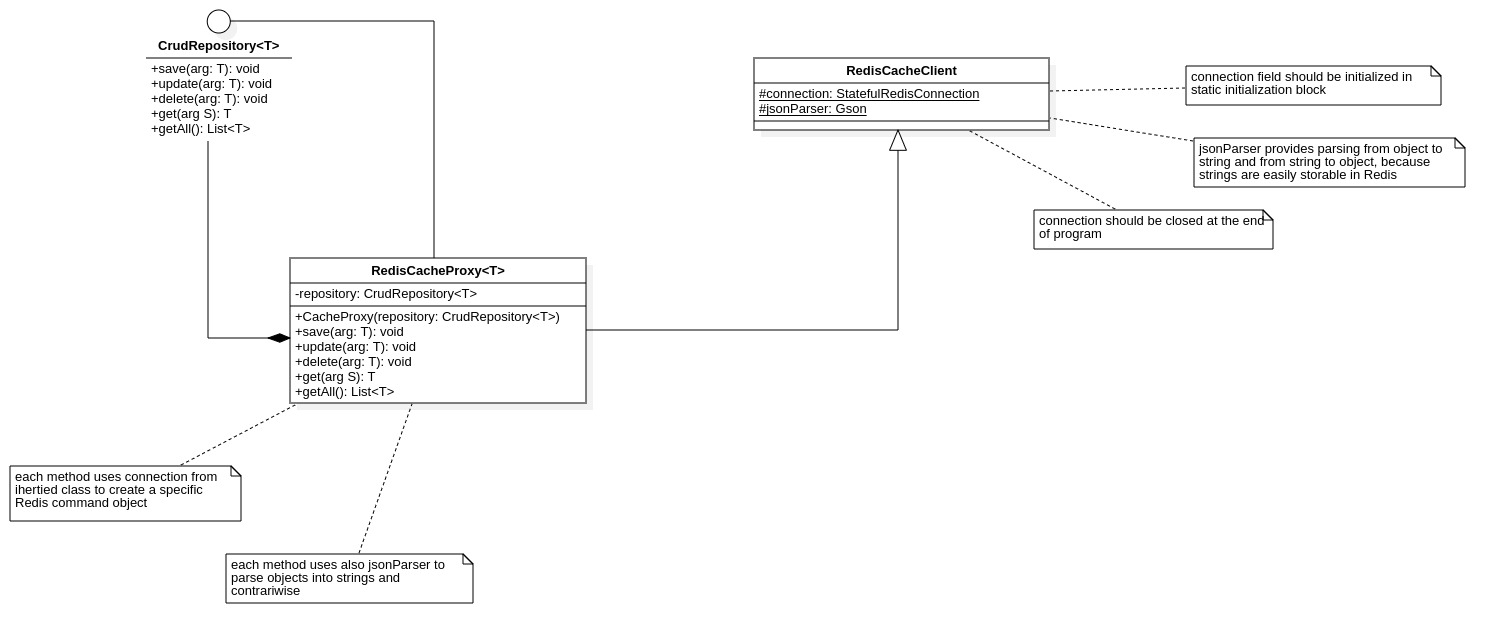 CrudRepository<T>
+save(arg: T): void
+update(arg: T): void
+delete(arg: T): void
+get(arg S): T
+getAll(): List<T>
RedisCacheClient
#connection: StatefulRedisConnection
#jsonParser: Gson
connection field should be initialized in
static initialization block
jsonParser provides parsing from object to
string and from string to object, because
strings are easily storable in Redis
connection should be closed at the end
of program
RedisCacheProxy<T>
-repository: CrudRepository<T>
+CacheProxy(repository: CrudRepository<T>)
+save(arg: T): void
+update(arg: T): void
+delete(arg: T): void
+get(arg S): T
+getAll(): List<T>
each method uses connection from
ihertied class to create a specific
Redis command object
each method uses also jsonParser to
parse objects into strings and
contrariwise